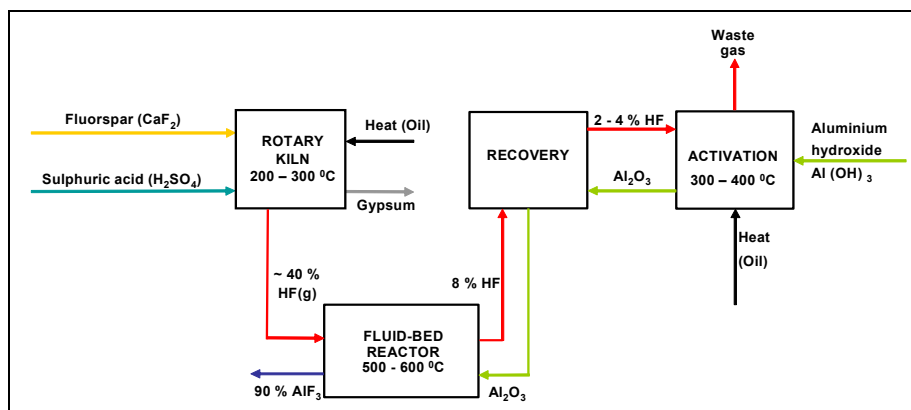 Waste
gas
Fluorspar (CaF₂)
Heat (Oil)
2 - 4 % HF
ROTARY
KILN
200 – 300 ⁰C
RECOVERY
ACTIVATION
300 – 400 ⁰C
Aluminium
hydroxide
Al (OH) ₃
Sulphuric acid (H₂SO₄)
Gypsum
Al₂O₃
Heat
(Oil)
~ 40 %
HF(g)
8 % HF
FLUID-BED
REACTOR
500 - 600 ⁰C
90 % AlF₃
Al₂O₃